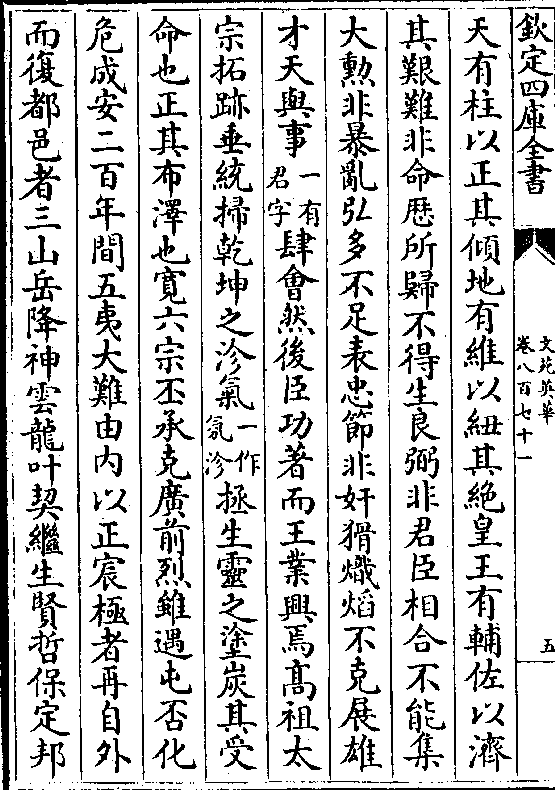 欽定四庫全書
文苑英華
卷八百七十一
五
天有柱以正其傾地有維以紐其絶皇王有輔佐以濟
其艱難非命歴所歸不得生良弼非君臣相合不能集
大勲非暴亂弘多不足表忠節非奸猾熾熖不克展雄
才天與事一有君字肆會然後臣功著而王業興焉髙祖太
宗拓跡垂統掃乾坤之沴氣一作氛沴拯生靈之塗炭其受
命也正其布澤也寛六宗丕承克廣前烈雖遇屯否化
危成安二百年間五夷大難由内以正宸極者再自外
而復都邑者三山岳降神雲龍叶契繼生賢哲保定邦